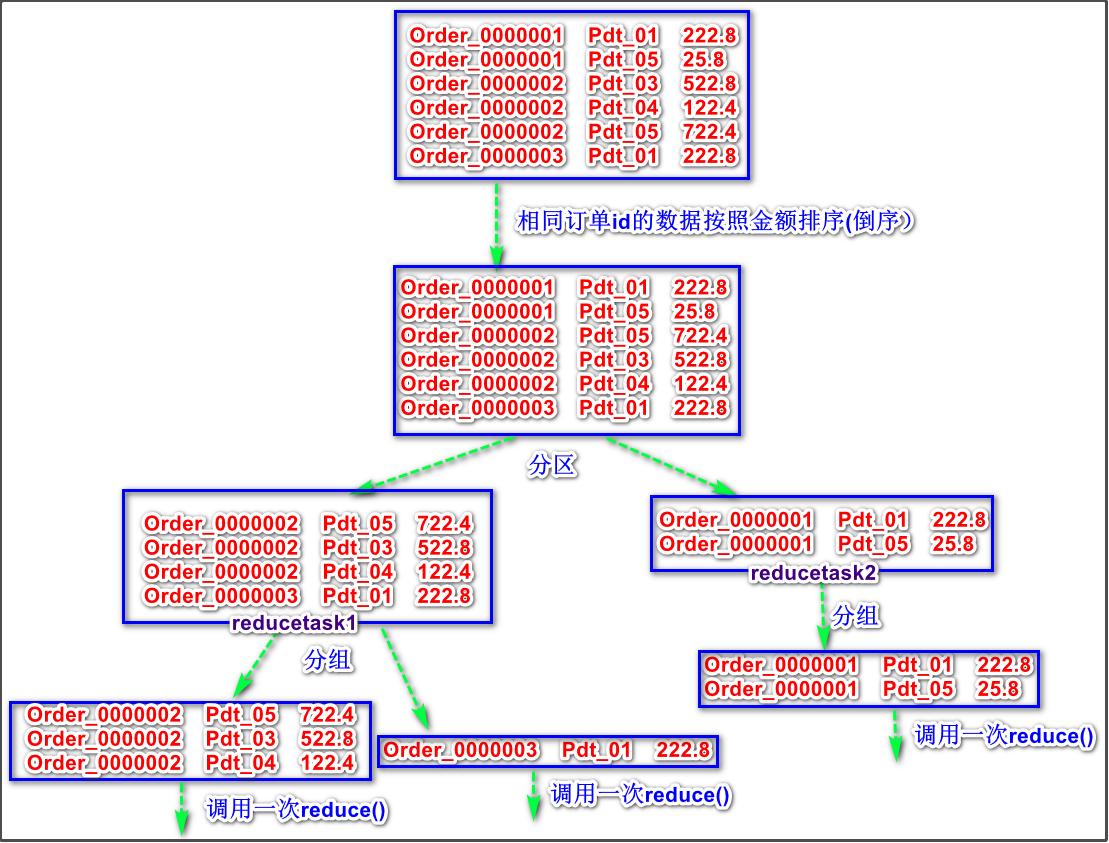 Order_0000001 Pdt_01 222.8
Order_0000001 Pdt_05 25.8
Order_0000002 Pdt_03 522.8
Order_0000002 Pdt_04 122.4
Order_0000002 Pdt_05 722.4
Order_0000003 Pdt_01 222.8
相同订单id的数据按照金额排序(倒序）
Order_0000001 Pdt_01 222.8
Order_0000001 Pdt_05 25.8
Order_0000002 Pdt_05 722.4
Order_0000002 Pdt_03 522.8
Order_0000002 Pdt_04 122.4
Order_0000003 Pdt_01 222.8
分区
Order_0000002 Pdt_05 722.4
Order_0000002 Pdt_03 522.8
Order_0000002 Pdt_04 122.4
Order_0000003 Pdt_01 222.8
reducetask1
Order_0000001 Pdt_01 222.8
Order_0000001 Pdt_05 25.8
reducetask2
分组
分组
Order_0000002 Pdt_05 722.4
Order_0000002 Pdt_03 522.8
Order_0000002 Pdt_04 122.4
调用一次reduce()
Order_0000003 Pdt_01 222.8
调用一次reduce()
Order_0000001 Pdt_01 222.8
Order_0000001 Pdt_05 25.8
调用一次reduce()